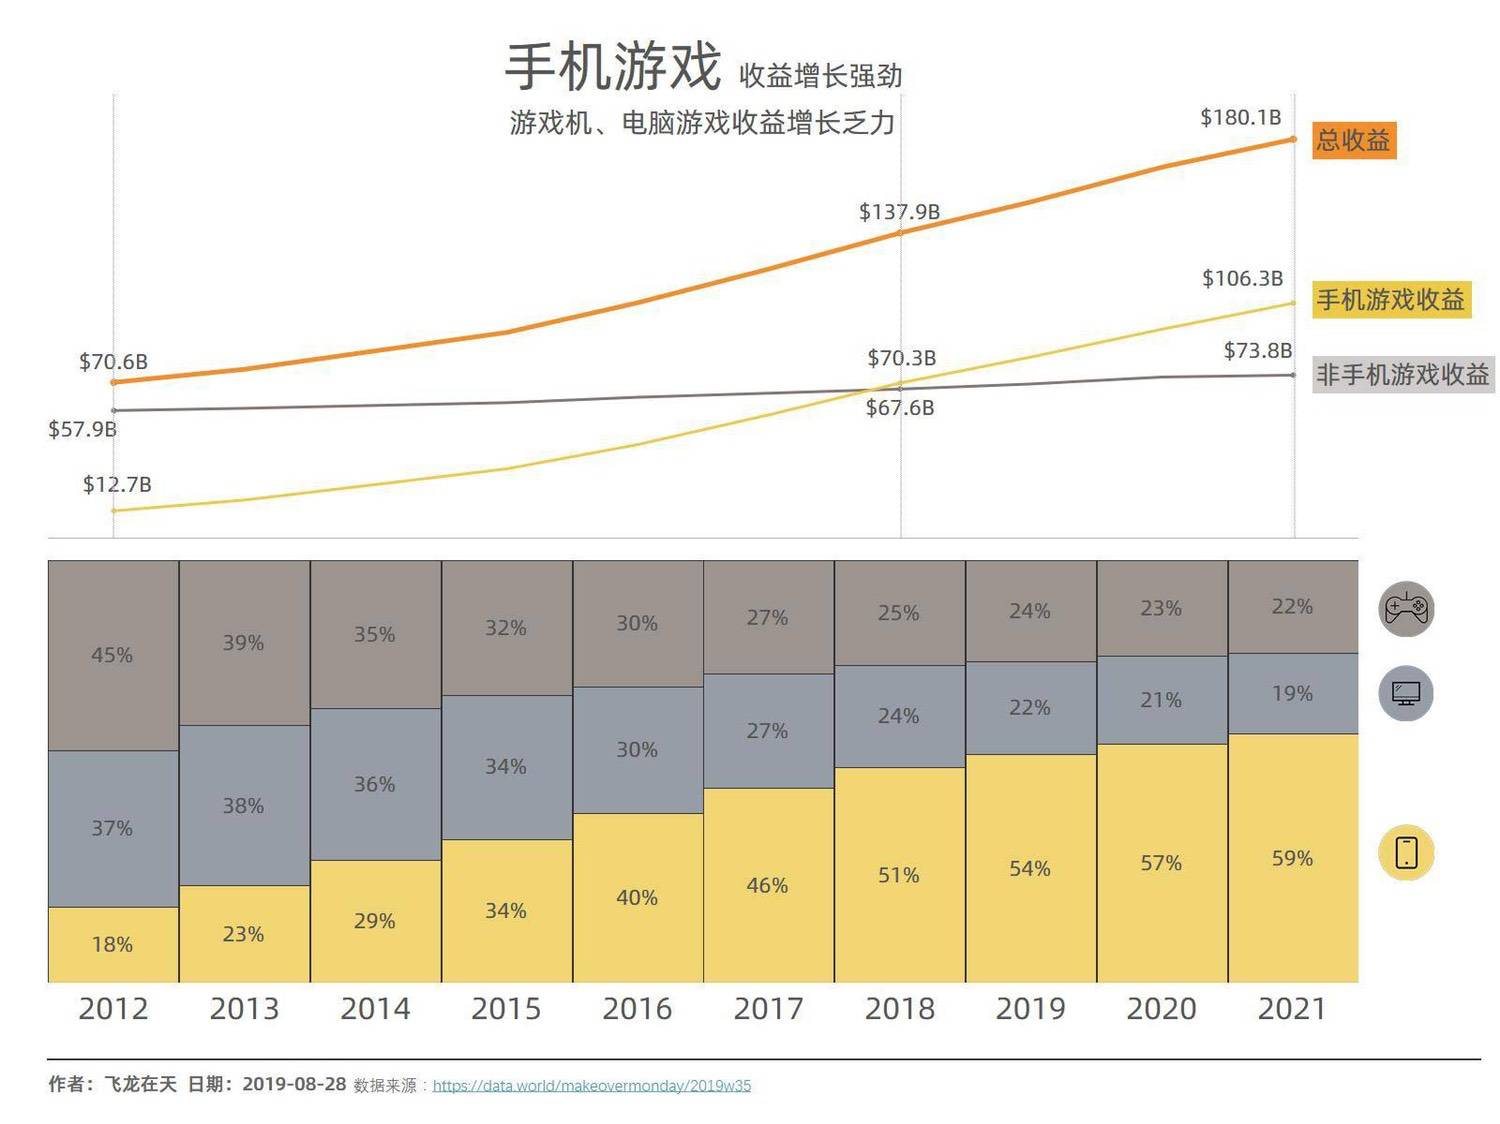 手机游戏 收益增长强劲
游戏机、电脑游戏收益增长乏力
$180.1B
总收益
$137.9B
$106.3B
手机游戏收益
$70.6B
$70.3B
$73.8B
非手机游戏收益
$57.9B
$67.6B
$12.7B
45% 39% 35% 32% 30% 27% 25% 24% 23% 22%
37% 38% 36% 34% 30% 27% 24% 22% 21% 19%
18% 23% 29% 34% 40% 46% 51% 54% 57% 59%
2012 2013 2014 2015 2016 2017 2018 2019 2020 2021
作者：飞龙在天 日期：2019-08-28 数据来源：https://data.world/makeovermonday/2019w35